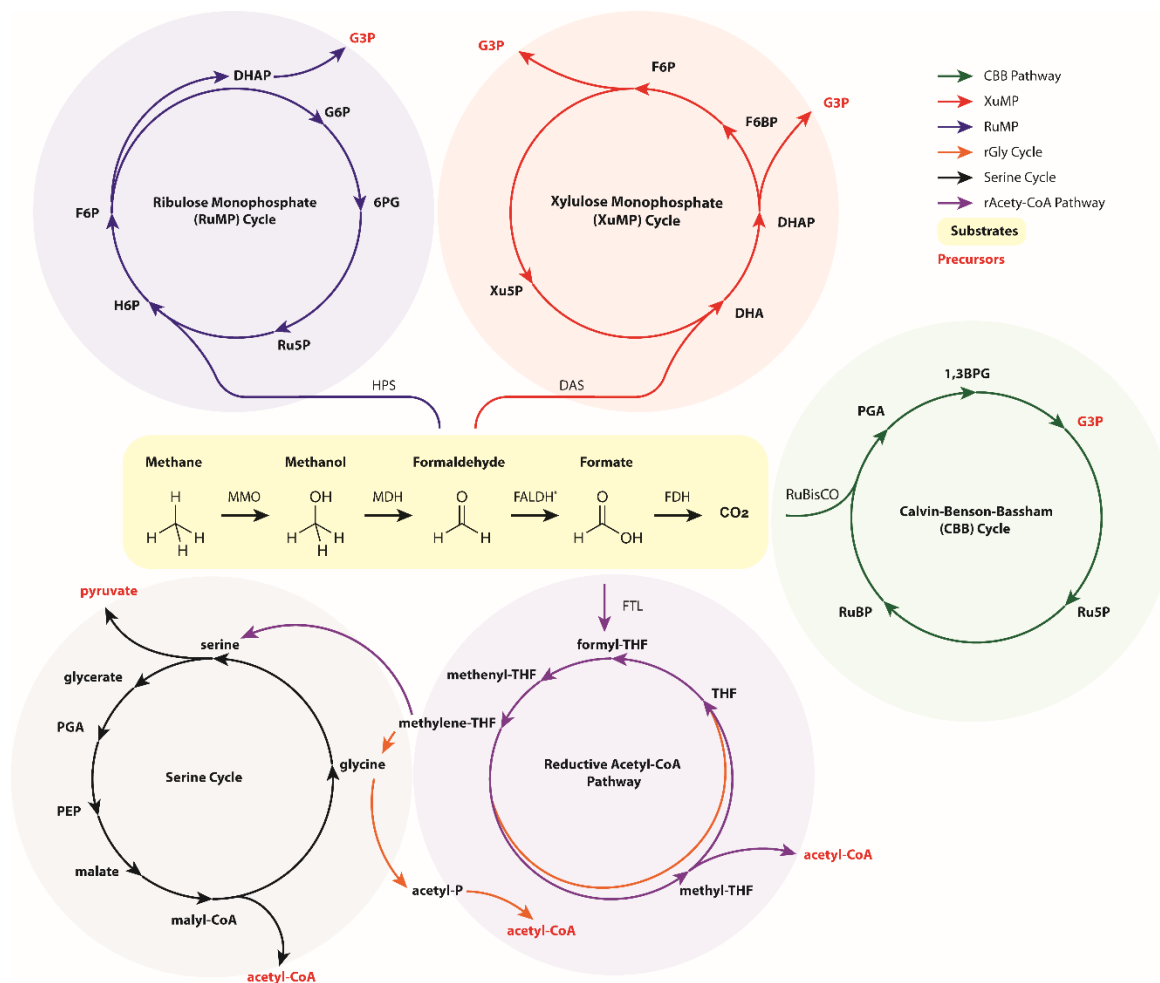 G3P
DHAP
G6P
F6P
6PG
Ribulose Monophosphate
(RuMP) Cycle
H6P
Ru5P
HPS
G3P
F6P
G3P
F6BP
Xylulose Monophosphate
(XuMP) Cycle
DHAP
Xu5P
DHA
DAS
CBB Pathway
XuMP
RuMP
rGly Cycle
Serine Cycle
rAcety-CoA Pathway
Substrates
Precursors
Methane
Methanol
Formaldehyde
Formate
H
H
H
H
MMO
OH
H
H
H
MDH
O
H
H
FALDH*
O
H
OH
FDH
CO2
1,3BPG
PGA
G3P
RuBisCO
Calvin-Benson-Bassham
(CBB) Cycle
RuBP
Ru5P
pyruvate
serine
glycerate
PGA
glycine
Serine Cycle
PEP
malate
malyl-CoA
acetyl-CoA
acetyl-P
acetyl-CoA
FTL
formyl-THF
methenyl-THF
THF
methylene-THF
Reductive Acetyl-CoA
Pathway
methyl-THF
acetyl-CoA